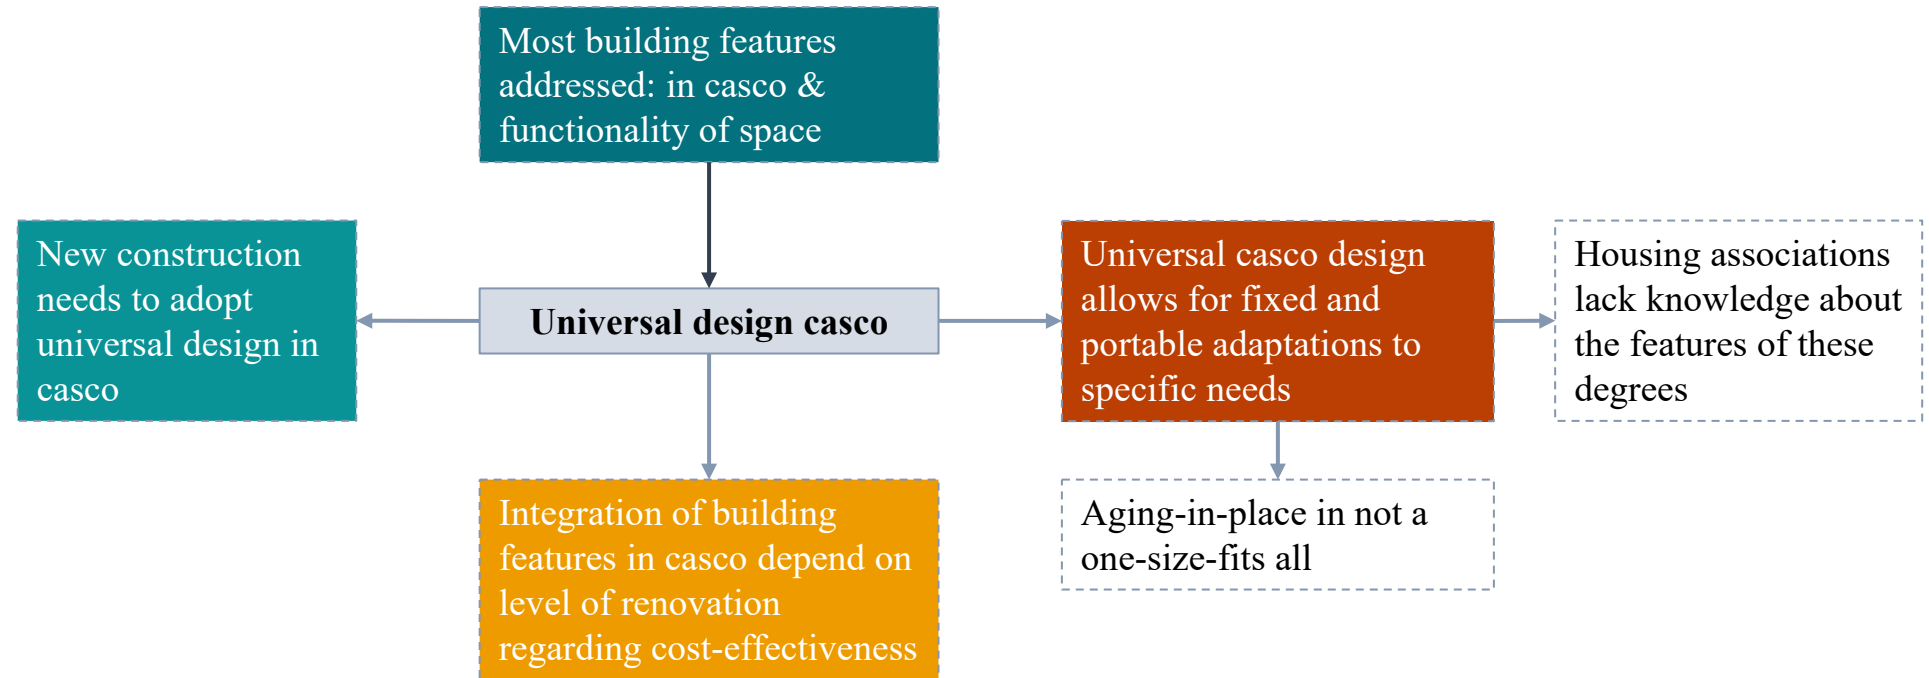 Most building features
addressed: in casco &
functionality of space
New construction
needs to adopt
universal design in
casco
Universal design casco
Universal casco design
allows for fixed and
portable adaptations to
specific needs
Housing associations
lack knowledge about
the features of these
degrees
Integration of building
features in casco depend on
level of renovation
regarding cost-effectiveness
Aging-in-place in not a
one-size-fits all